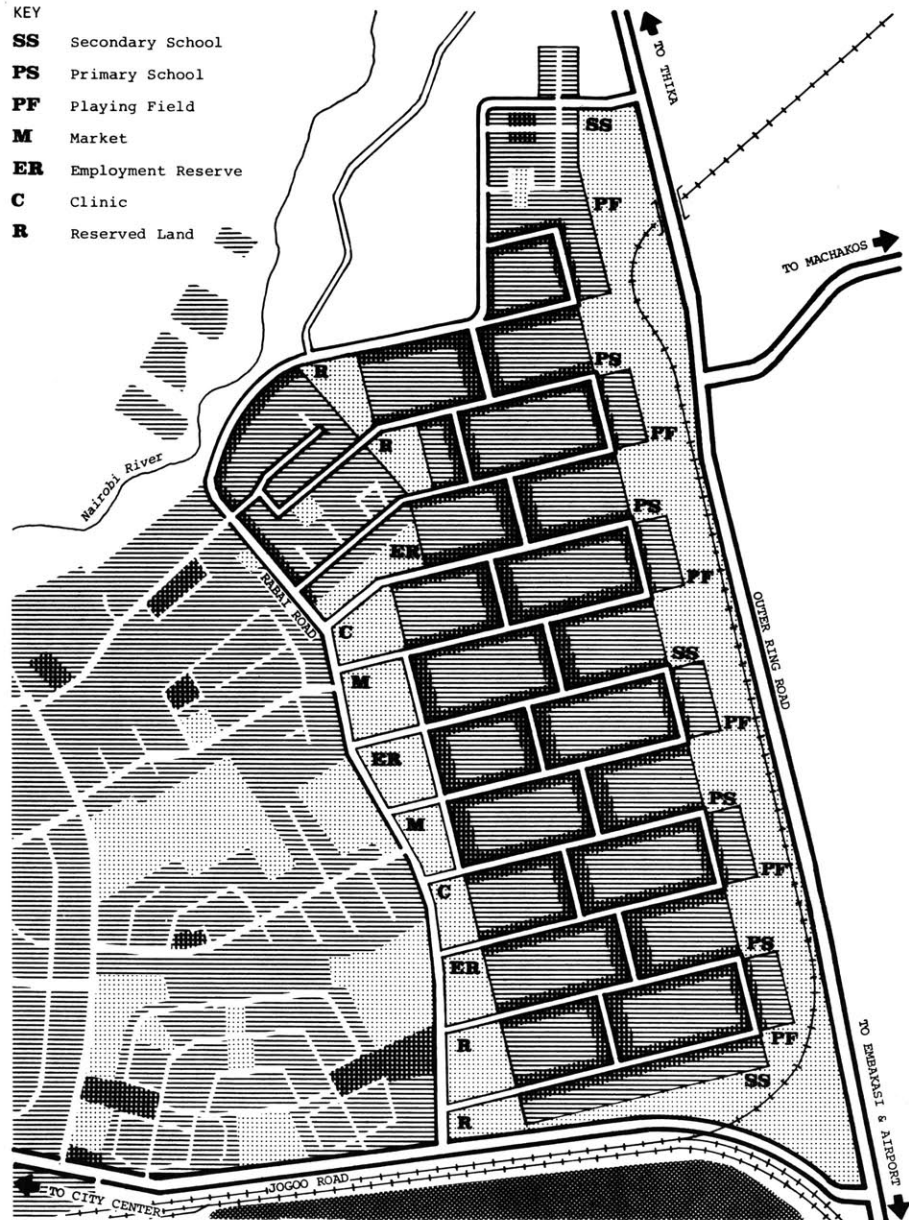 KEY
SS Secondary School
PS Primary School
PF Playing Field
M Market
ER Employment Reserve
C Clinic
R Reserved Land
TO THIKA
SS
PF
TO MACHAKOS
R
PS
R
PF
Nairobi River
PS
ER
RABAI ROAD
PF
C
OUTER RING ROAD
SS
M
PF
ER
PS
M
PF
C
PS
ER
PF
R
SS
R
TO EMBAKASI & AIRPORT
JOGOO ROAD
TO CITY CENTER